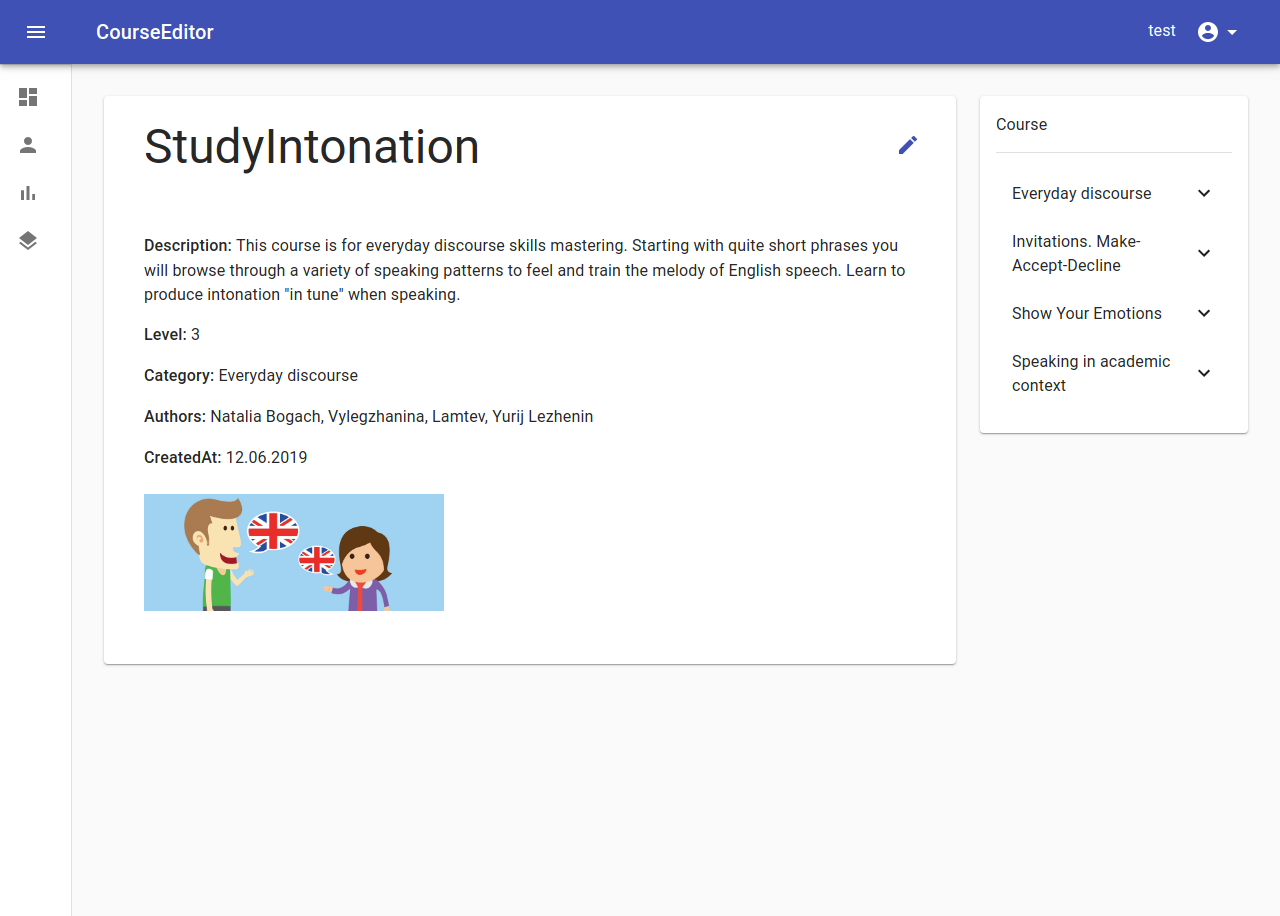 CourseEditor
test
StudyIntonation
Description: This course is for everyday discourse skills mastering. Starting with quite short phrases you
will browse through a variety of speaking patterns to feel and train the melody of English speech. Learn to
produce intonation "in tune" when speaking.
Level: 3
Category: Everyday discourse
Authors: Natalia Bogach, Vylegzhanina, Lamtev, Yurij Lezhenin
CreatedAt: 12.06.2019
Course
Everyday discourse
Invitations. Make-
Accept-Decline
Show Your Emotions
Speaking in academic
context